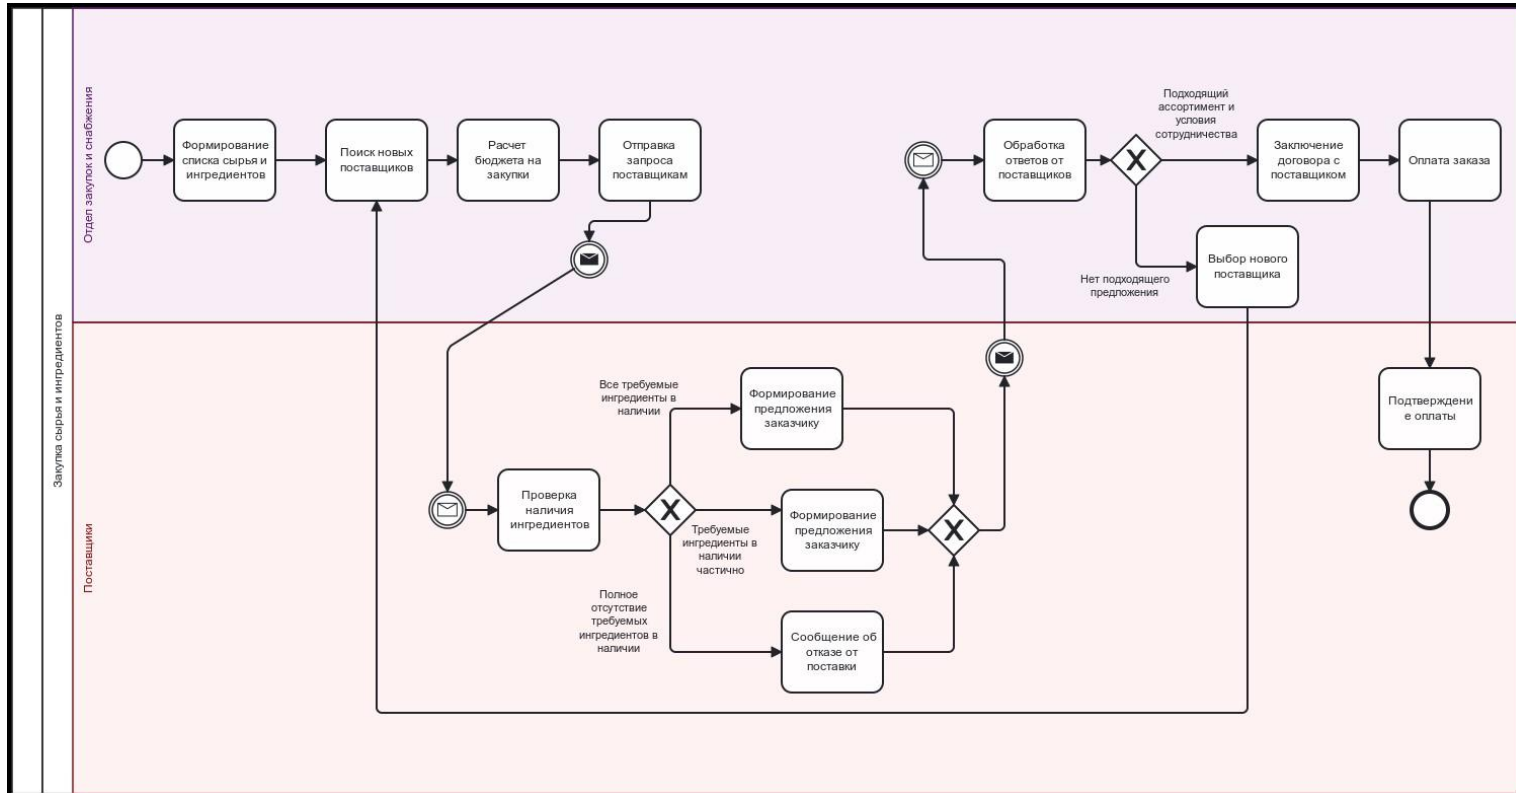 Закупка сырья и ингредиентов
Отдел закупок и снабжения
Формирование
списка сырья и
ингредиентов
Поиск новых
поставщиков
Расчет
бюджета на
закупки
Отправка
запроса
поставщикам
Обработка
ответов от
поставщиков
Подходящий
ассортимент и
условия
сотрудничества
Заключение
договора с
поставщиком
Оплата заказа
Нет подходящего
предложения
Выбор нового
поставщика
Поставщики
Проверка
наличия
ингредиентов
Все требуемые
ингредиенты в
наличии
Формирование
предложения
заказчику
Требуемые
ингредиенты в
наличии
частично
Формирование
предложения
заказчику
Полное
отсутствие
требуемых
ингредиентов в
наличии
Сообщение об
отказе от
поставки
Подтверждени
е оплаты